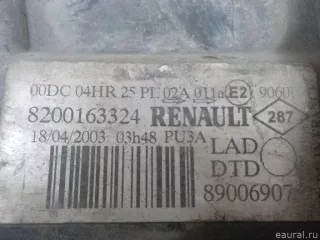 00DC 04HR 25 PL 02A 011a E2 9060
8200163324 RENAULT 287
18/04/2003 03h48 PU3A LAD
DTD
89006907
© eaural.ru